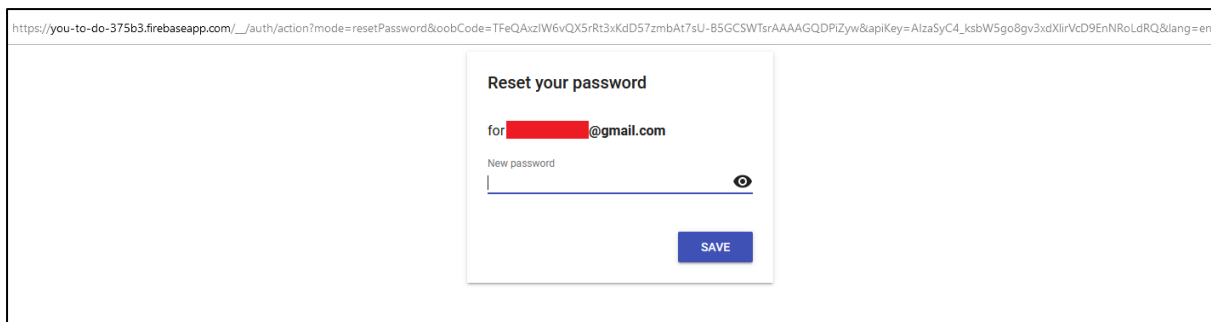 https://you-to-do-375b3.firebaseapp.com/__/auth/action?mode=resetPassword&oobCode=TFeQAxzIW6vQX5rRt3xKdD57zmbAt7sU-B5GCSWTsrAAAAGQDPiZyw&apiKey=AIzaSyC4_ksbW5go8gv3xdXlirVcD9EnNRoLdRQ&lang=en
Reset your password
for @gmail.com
New password
SAVE